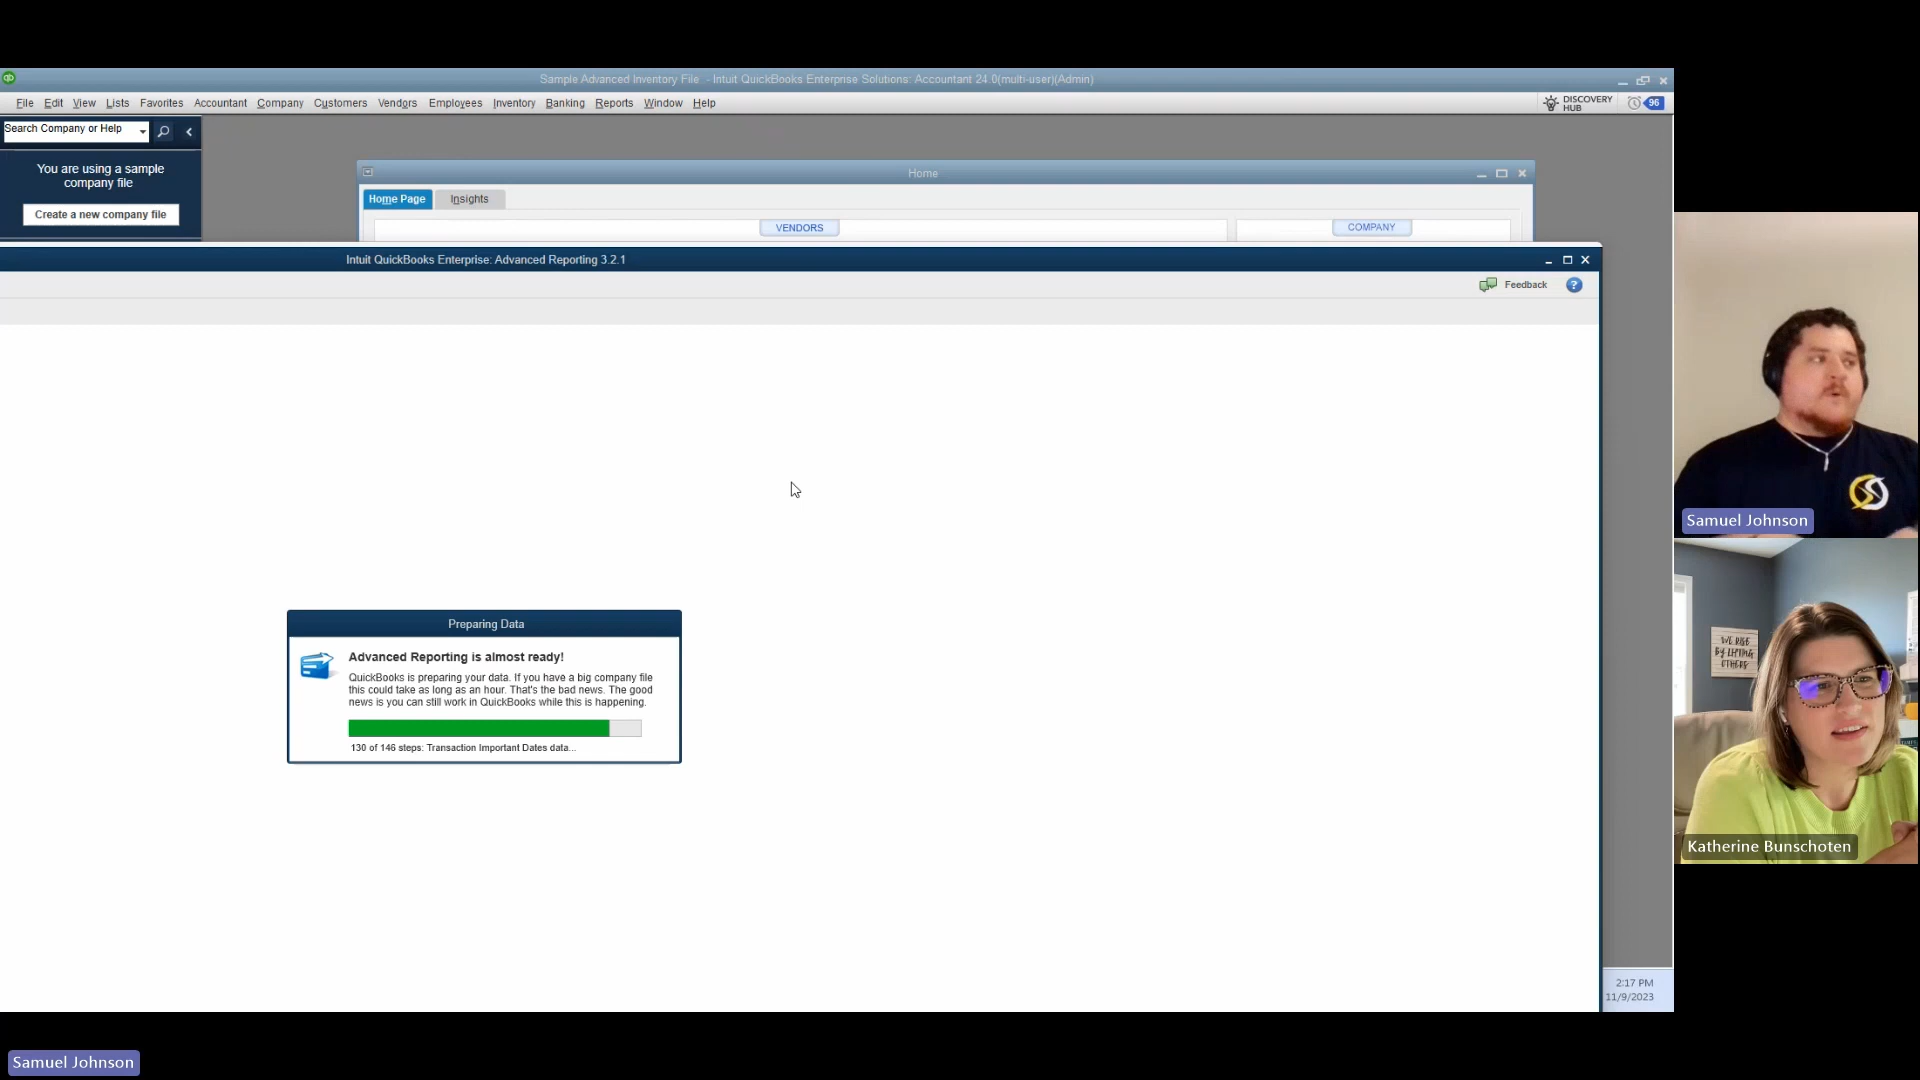 Sample Advanced Inventory File - Intuit QuickBooks Enterprise Solutions: Accountant 24.0(multi-user)(Admin)
File Edit View Lists Favorites Accountant Company Customers Vendors Employees Inventory Banking Reports Window Help
DISCOVERY
HUB
96
Search Company or Help
You are using a sample
company file
Create a new company file
Home
Home Page
Insights
VENDORS
COMPANY
Intuit QuickBooks Enterprise: Advanced Reporting 3.2.1
Feedback
?
Preparing Data
Advanced Reporting is almost ready!
QuickBooks is preparing your data. If you have a big company file
this could take as long as an hour. That's the bad news. The good
news is you can still work in QuickBooks while this is happening.
130 of 146 steps: Transaction Important Dates data...
2:17 PM
11/9/2023
Samuel Johnson
WE RISE
BY LIFTING
OTHERS
Katherine Bunschoten
Samuel Johnson